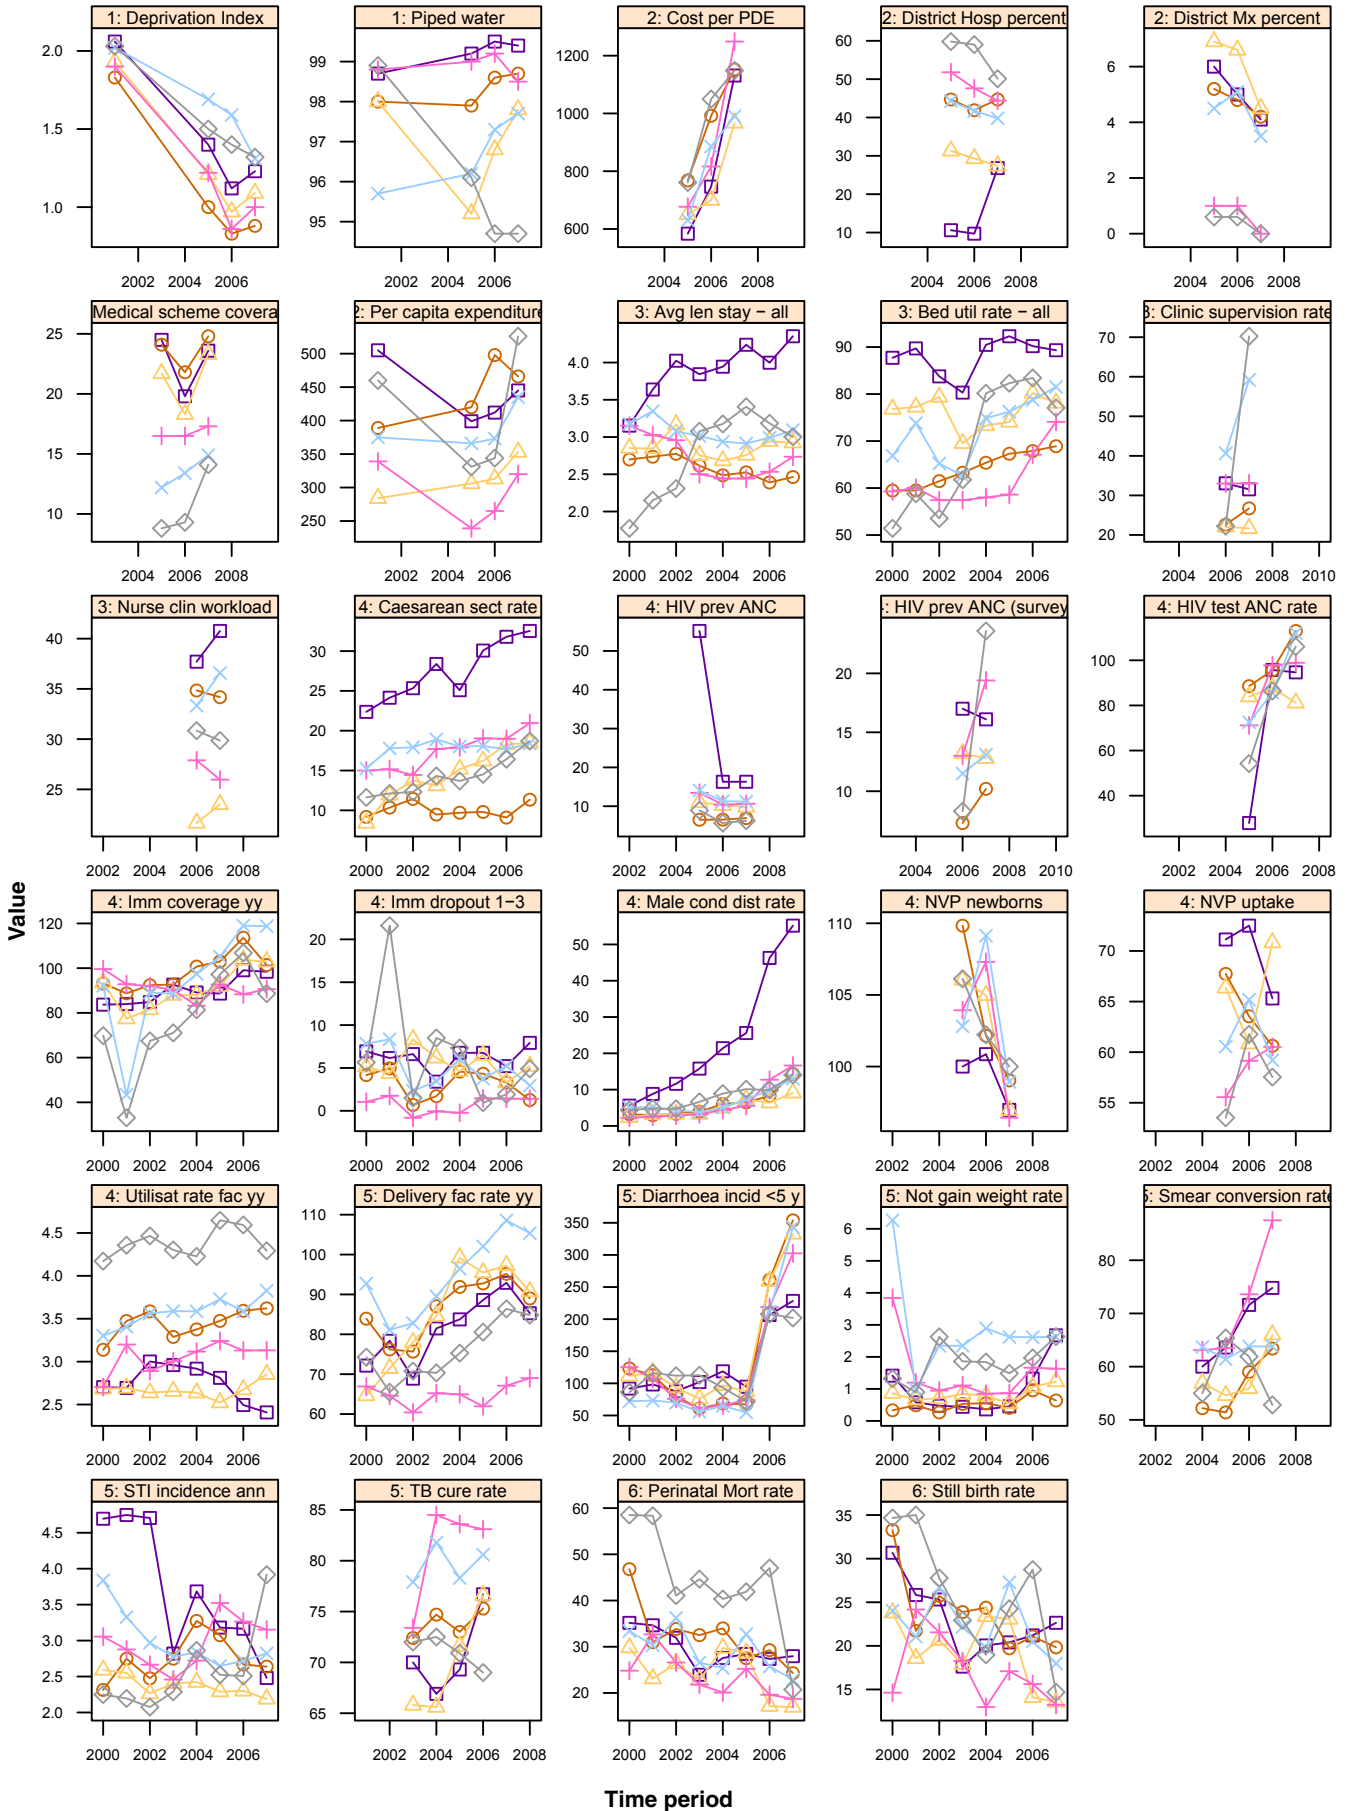 1: Deprivation Index
1: Piped water
2: Cost per PDE
2: District Hosp percent
2: District Mx percent
2.0
1.5
1.0
99
98
97
96
95
1200
1000
800
600
60
50
40
30
20
10
6
4
2
0
2002 2004 2006
2002 2004 2006
2004 2006 2008
2004 2006 2008
2004 2006 2008
Medical scheme covera
2: Per capita expenditure
3: Avg len stay − all
3: Bed util rate − all
3: Clinic supervision rate
25
20
15
10
500
450
400
350
300
250
4.0
3.5
3.0
2.5
2.0
90
80
70
60
50
70
60
50
40
30
20
2004 2006 2008
2002 2004 2006
2000 2002 2004 2006
2000 2002 2004 2006
2004 2006 2008 2010
3: Nurse clin workload
4: Caesarean sect rate
4: HIV prev ANC
: HIV prev ANC (survey
4: HIV test ANC rate
40
35
30
25
30
25
20
15
10
50
40
30
20
10
20
15
10
100
80
60
40
2002 2004 2006 2008
2000 2002 2004 2006
2002 2004 2006 2008
2004 2006 2008 2010
2002 2004 2006 2008
Value
4: Imm coverage yy
4: Imm dropout 1−3
4: Male cond dist rate
4: NVP newborns
4: NVP uptake
120
100
80
60
40
20
15
10
5
0
50
40
30
20
10
0
110
105
100
70
65
60
55
2000 2002 2004 2006
2000 2002 2004 2006
2000 2002 2004 2006
2002 2004 2006 2008
2002 2004 2006 2008
4: Utilisat rate fac yy
5: Delivery fac rate yy
5: Diarrhoea incid <5 y
5: Not gain weight rate
5: Smear conversion rate
4.5
4.0
3.5
3.0
2.5
110
100
90
80
70
60
350
300
250
200
150
100
50
6
5
4
3
2
1
0
80
70
60
50
2000 2002 2004 2006
2000 2002 2004 2006
2000 2002 2004 2006
2000 2002 2004 2006
2002 2004 2006 2008
5: STI incidence ann
5: TB cure rate
6: Perinatal Mort rate
6: Still birth rate
4.5
4.0
3.5
3.0
2.5
2.0
85
80
75
70
65
60
50
40
30
20
35
30
25
20
15
2000 2002 2004 2006
2000 2002 2004 2006 2008
2000 2002 2004 2006
2000 2002 2004 2006
Time period